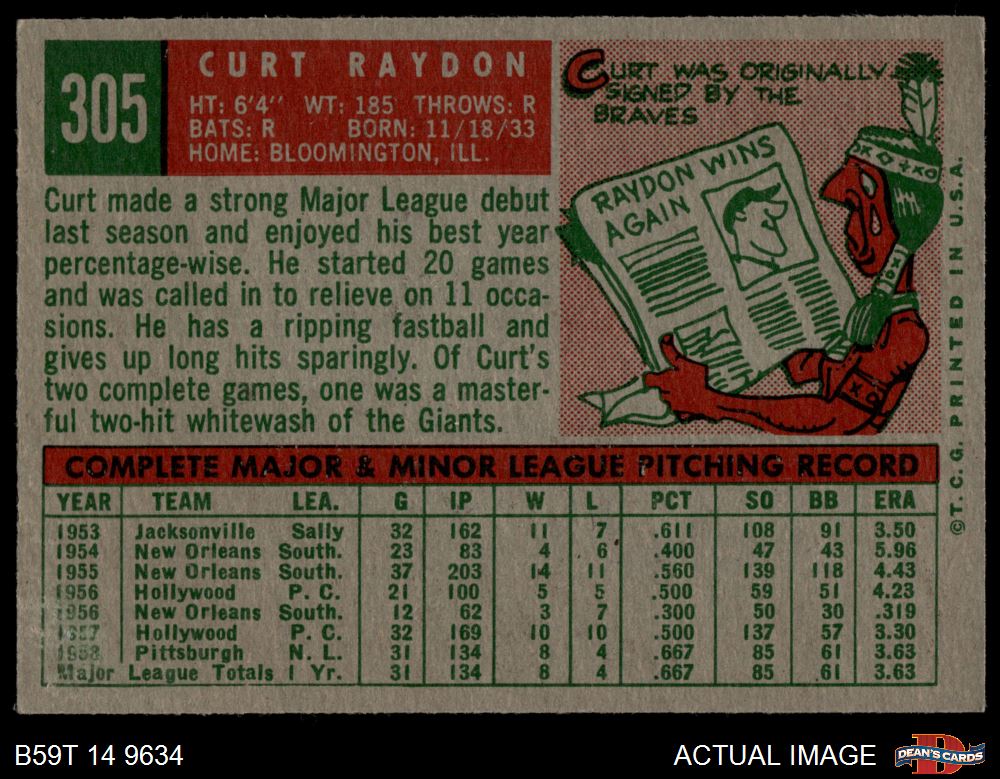 305
CURT RAYDON
HT: 6'4" WT: 185 THROWS: R
BATS: R BORN: 11/18/33
HOME: BLOOMINGTON, ILL.
CURT WAS ORIGINALLY
SIGNED BY THE
BRAVES
RAYDON WINS
AGAIN
Curt made a strong Major League debut
last season and enjoyed his best year
percentage-wise. He started 20 games
and was called in to relieve on 11 occa-
sions. He has a ripping fastball and
gives up long hits sparingly. Of Curt's
two complete games, one was a master-
ful two-hit whitewash of the Giants.
COMPLETE MAJOR & MINOR LEAGUE PITCHING RECORD
YEAR TEAM LEA. G IP W L PCT SO BB ERA
1953 Jacksonville Sally 32 162 11 7 .611 108 91 3.50
1954 New Orleans South. 23 83 4 6 .400 47 43 5.96
1955 New Orleans South. 37 203 14 11 .560 139 118 4.43
1956 Hollywood P. C. 21 100 5 5 .500 59 51 4.23
1956 New Orleans South. 12 62 3 7 .300 50 30 .319
1957 Hollywood P. C. 32 169 10 10 .500 137 57 3.30
1958 Pittsburgh N. L. 31 134 8 4 .667 85 61 3.63
Major League Totals 1 Yr. 31 134 8 4 .667 85 .61 3.63
©T. C. G. PRINTED IN U.S.A.
B59T 14 9634
ACTUAL IMAGE
DEAN'S CARDS